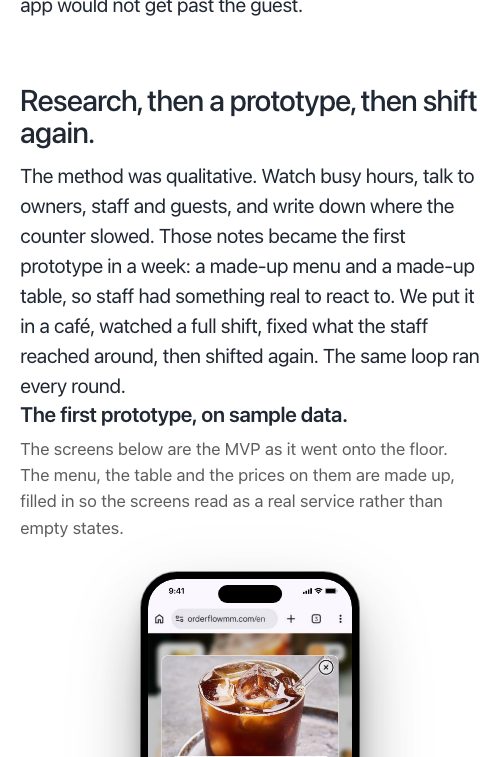 app would not get past the guest.
Research, then a prototype, then shift
again.
The method was qualitative. Watch busy hours, talk to
owners, staff and guests, and write down where the
counter slowed. Those notes became the first
prototype in a week: a made-up menu and a made-up
table, so staff had something real to react to. We put it
in a café, watched a full shift, fixed what the staff
reached around, then shifted again. The same loop ran
every round.
The first prototype, on sample data.
The screens below are the MVP as it went onto the floor.
The menu, the table and the prices on them are made up,
filled in so the screens read as a real service rather than
empty states.
9:41
orderflowmm.com/en